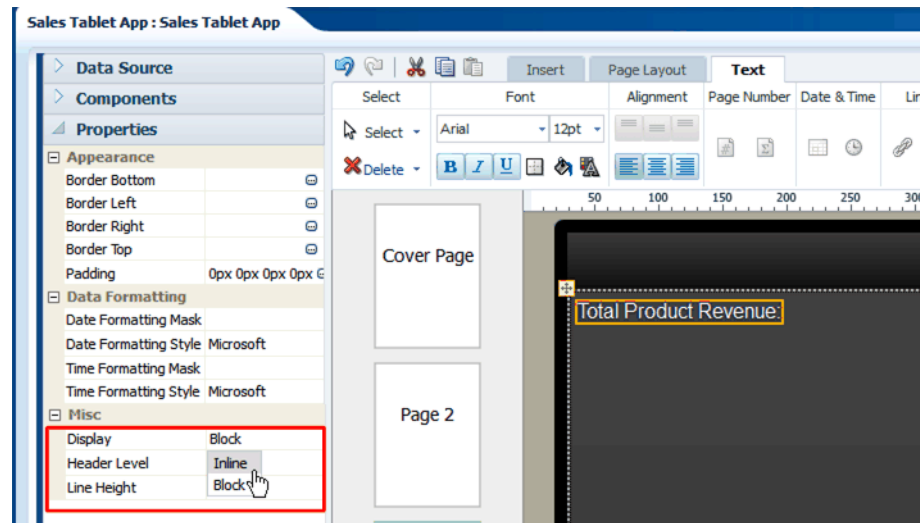 Sales Tablet App : Sales Tablet App
Data Source
Components
Properties
Appearance
Border Bottom
Border Left
Border Right
Border Top
Padding 0px 0px 0px 0px
Data Formatting
Date Formatting Mask
Date Formatting Style Microsoft
Time Formatting Mask
Time Formatting Style Microsoft
Misc
Display Block
Header Level Inline
Line Height Block
Insert Page Layout Text
Select Font Alignment Page Number Date & Time
Select Arial 12pt
Delete B I U
50 100 150 200 250
Cover Page
Total Product Revenue:
Page 2